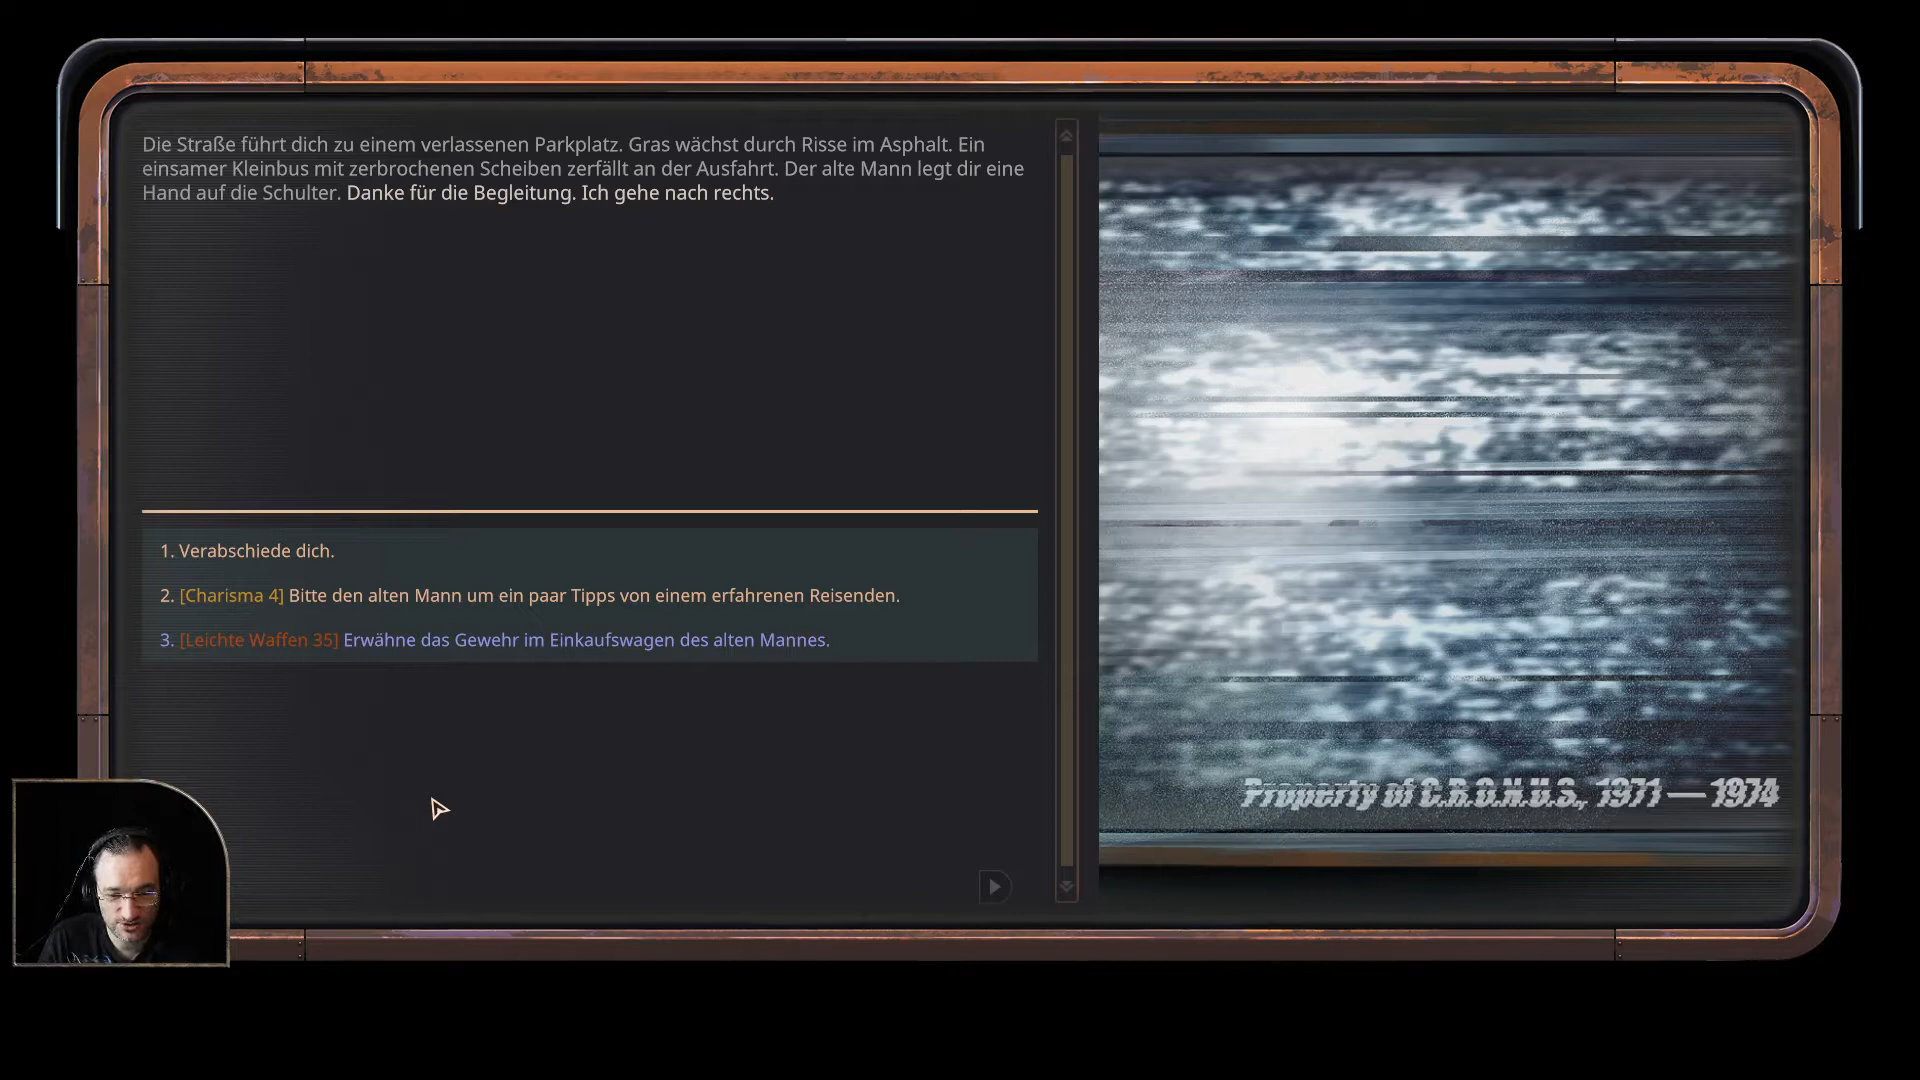 Die Straße führt dich zu einem verlassenen Parkplatz. Gras wächst durch Risse im Asphalt. Ein
einsamer Kleinbus mit zerbrochenen Scheiben zerfällt an der Ausfahrt. Der alte Mann legt dir eine
Hand auf die Schulter. Danke für die Begleitung. Ich gehe nach rechts.
1. Verabschiede dich.
2. [Charisma 4] Bitte den alten Mann um ein paar Tipps von einem erfahrenen Reisenden.
3. [Leichte Waffen 35] Erwähne das Gewehr im Einkaufswagen des alten Mannes.
Property of C.R.O.N.U.S., 1971 — 1974